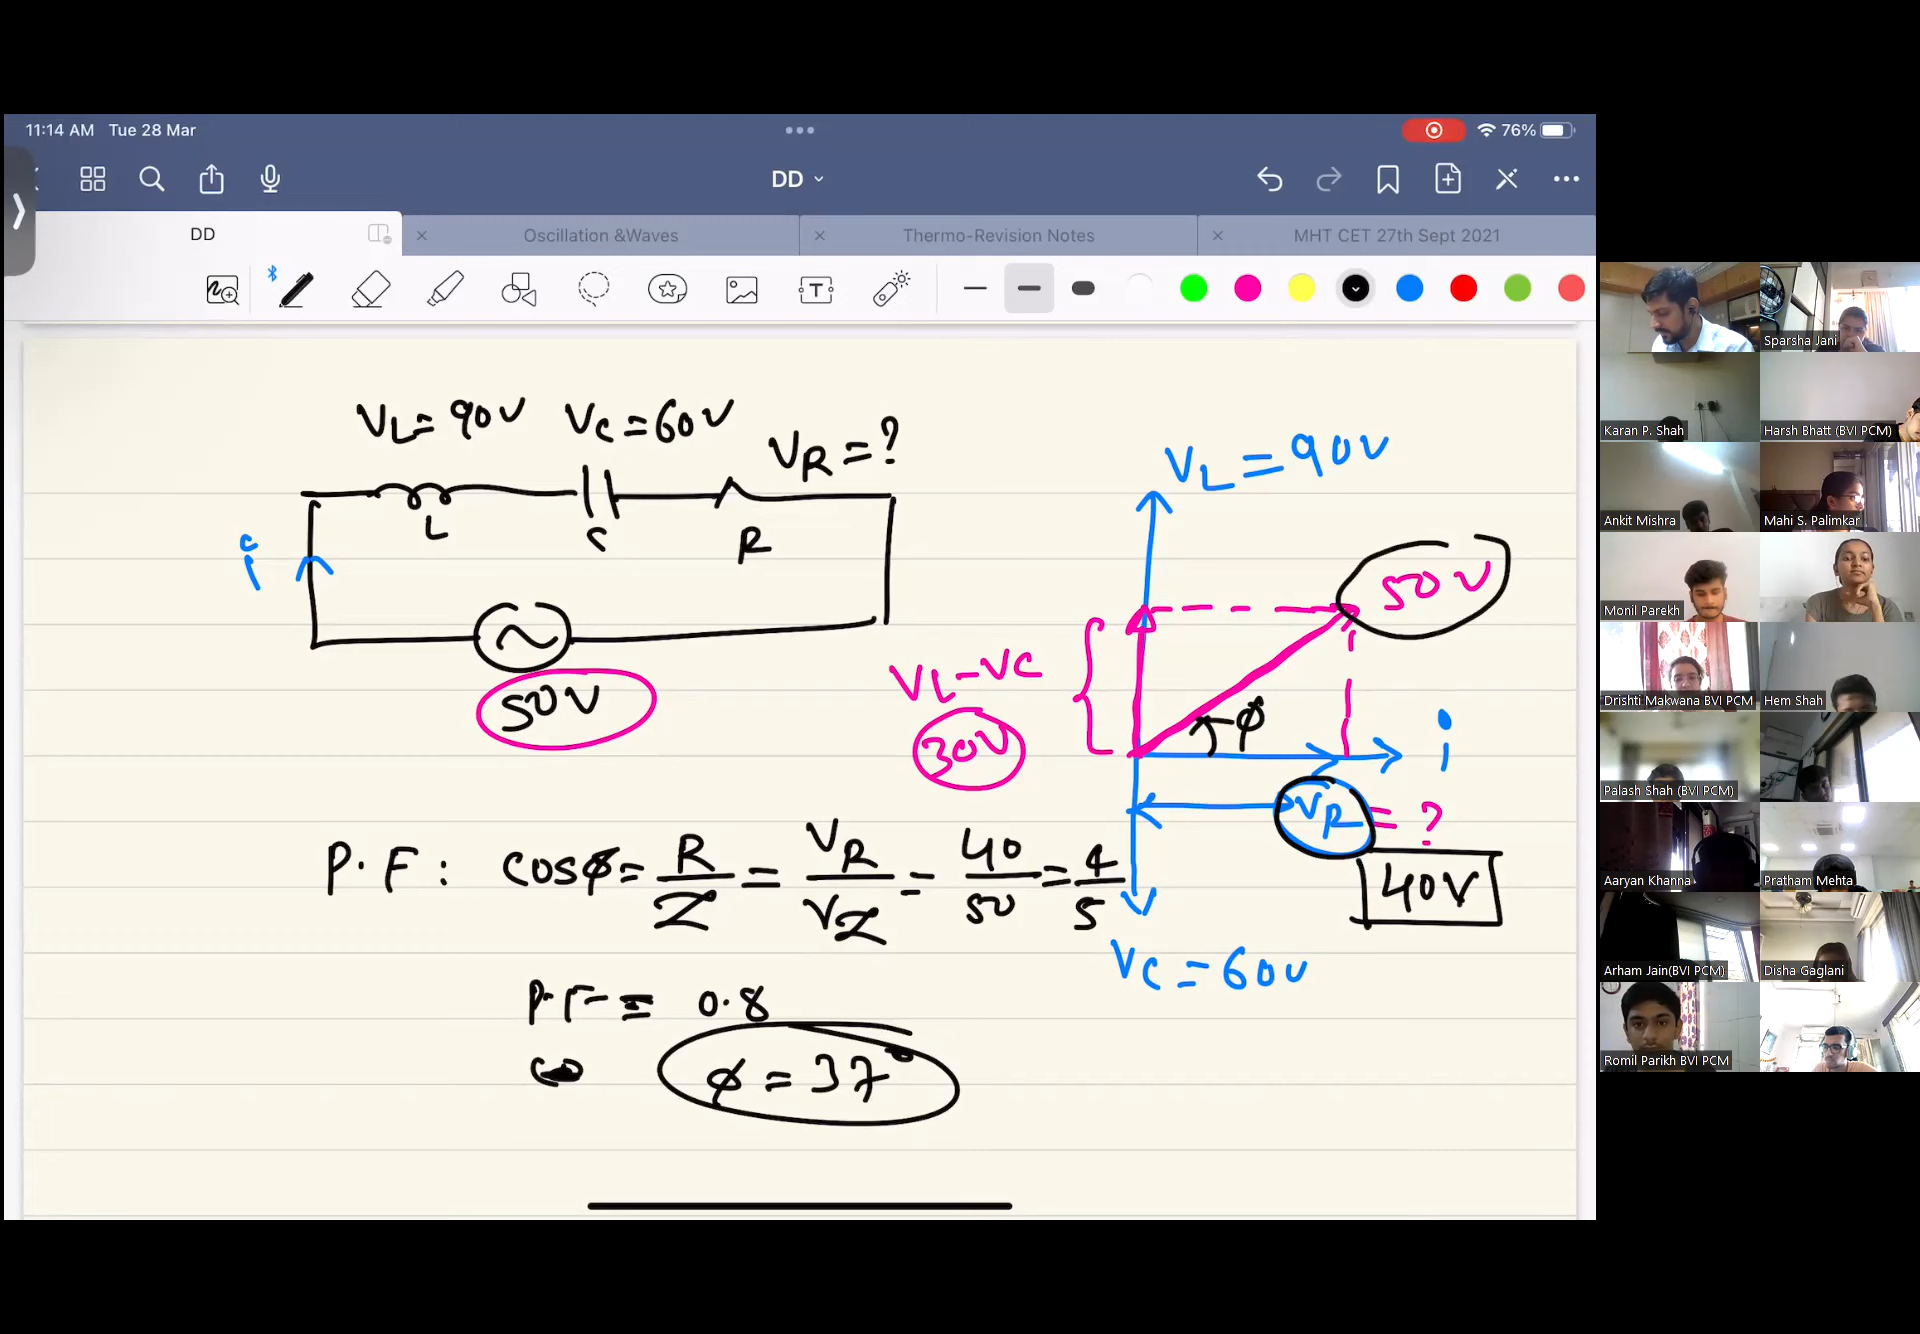 11:14 AM Tue 28 Mar
76%
DD
DD
Oscillation &Waves
Thermo-Revision Notes
MHT CET 27th Sept 2021
T
VL = 90V VC = 60V
VR = ?
L
C
R
i
50V
VL = 90V
50V
VL-VC
30V
ϕ
i
VR = ?
40V
VC = 60V
P.F : cosϕ = R/Z = VR/VZ = 40/50 = 4/5
P.F = 0.8
ϕ = 37°
Sparsha Jani
Karan P. Shah
Harsh Bhatt (BVI PCM)
Ankit Mishra
Mahi S. Palimkar
Monil Parekh
Drishti Makwana BVI PCM
Hem Shah
Palash Shah (BVI PCM)
Aaryan Khanna
Pratham Mehta
Arham Jain(BVI PCM)
Disha Gaglani
Romil Parikh BVI PCM